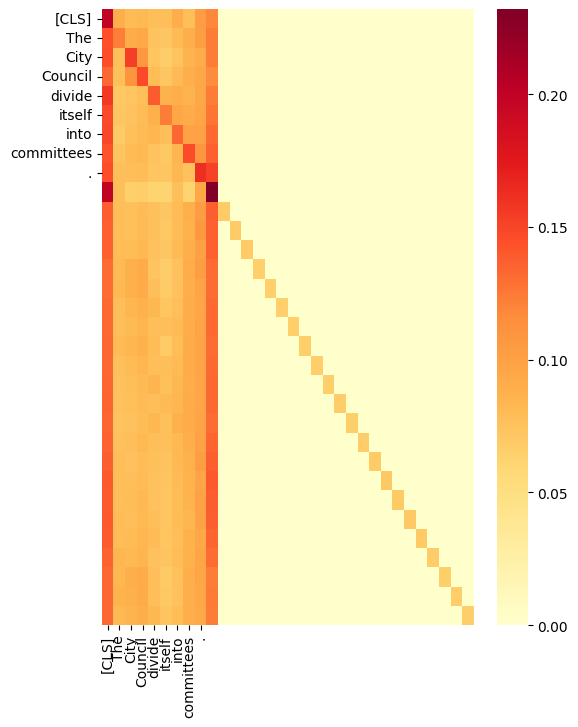 [CLS]
The
City
Council
divide
itself
into
committees
.
0.20
0.15
0.10
0.05
0.00
[CLS]
The
City
Council
divide
itself
into
committees
.